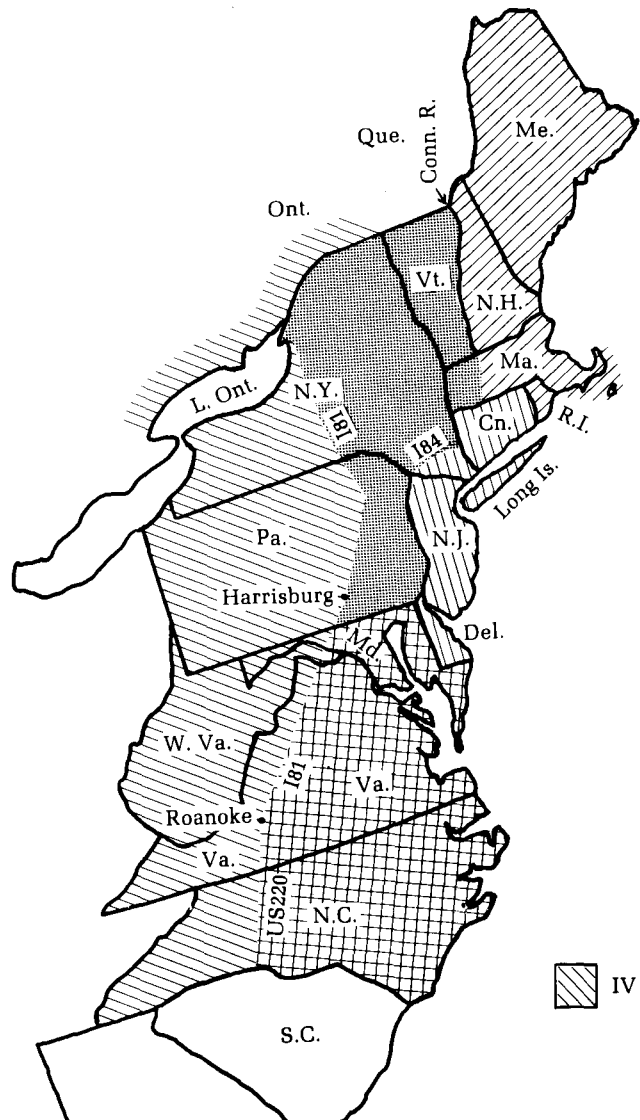 Me.
Que.
Conn. R.
Ont.
Vt.
N.H.
L. Ont.
N.Y.
Ma.
I81
I84
Cn.
R.I.
Long Is.
Pa.
N.J.
Harrisburg
Md.
Del.
W. Va.
I81
Va.
Roanoke
Va.
US220
N.C.
IV
S.C.